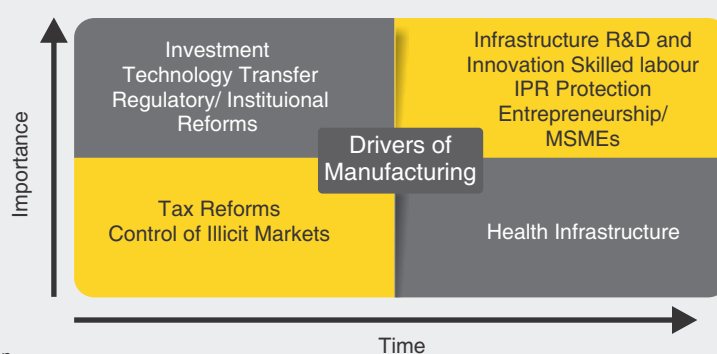 Investment
Technology Transfer
Regulatory/ Instituional
Reforms
Infrastructure R&D and
Innovation Skilled labour
IPR Protection
Entrepreneurship/
MSMEs
Drivers of
Manufacturing
Tax Reforms
Control of Illicit Markets
Health Infrastructure
Importance
Time